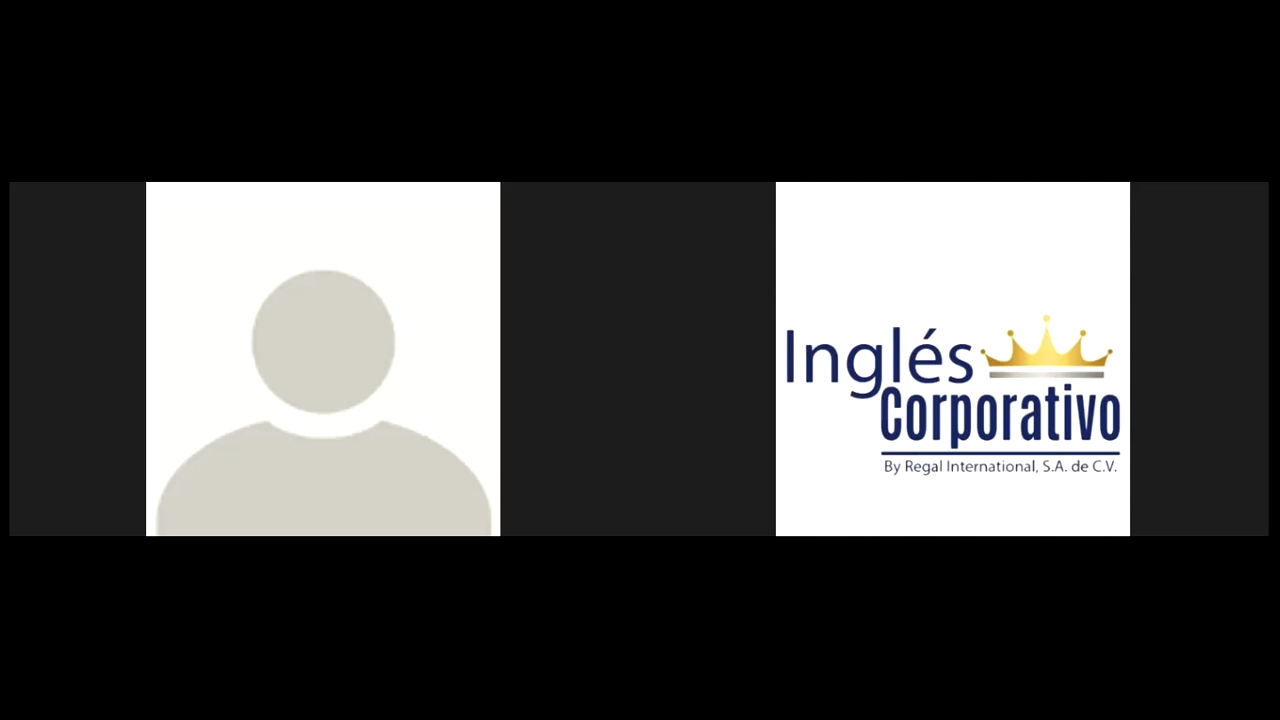 Inglés
Corporativo
By Regal International, S.A. de C.V.